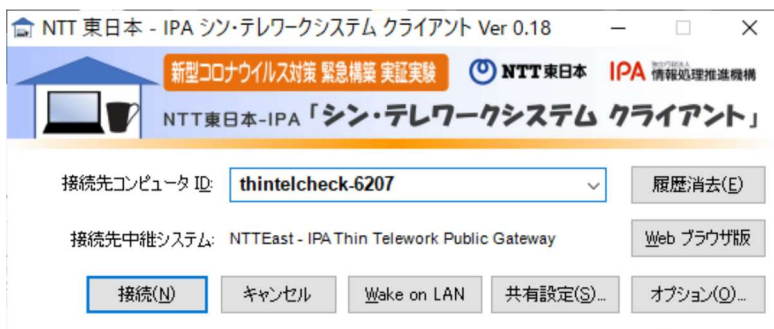 NTT 東日本 - IPA シン・テレワークシステム クライアント Ver 0.18
新型コロナウイルス対策 緊急構築 実証実験
NTT東日本
IPA 情報処理推進機構
NTT東日本-IPA「シン・テレワークシステム クライアント」
接続先コンピュータ ID: thintelcheck-6207 履歴消去(E)
接続先中継システム: NTTEast - IPA Thin Telework Public Gateway Web ブラウザ版
接続(N) キャンセル Wake on LAN 共有設定(S)... オプション(O)...